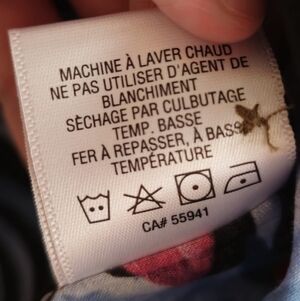 MACHINE À LAVER CHAUD
NE PAS UTILISER D'AGENT DE
BLANCHIMENT
SÈCHAGE PAR CULBUTAGE
TEMP. BASSE
FER À REPASSER, À BASSE
TEMPÉRATURE
CA# 55941